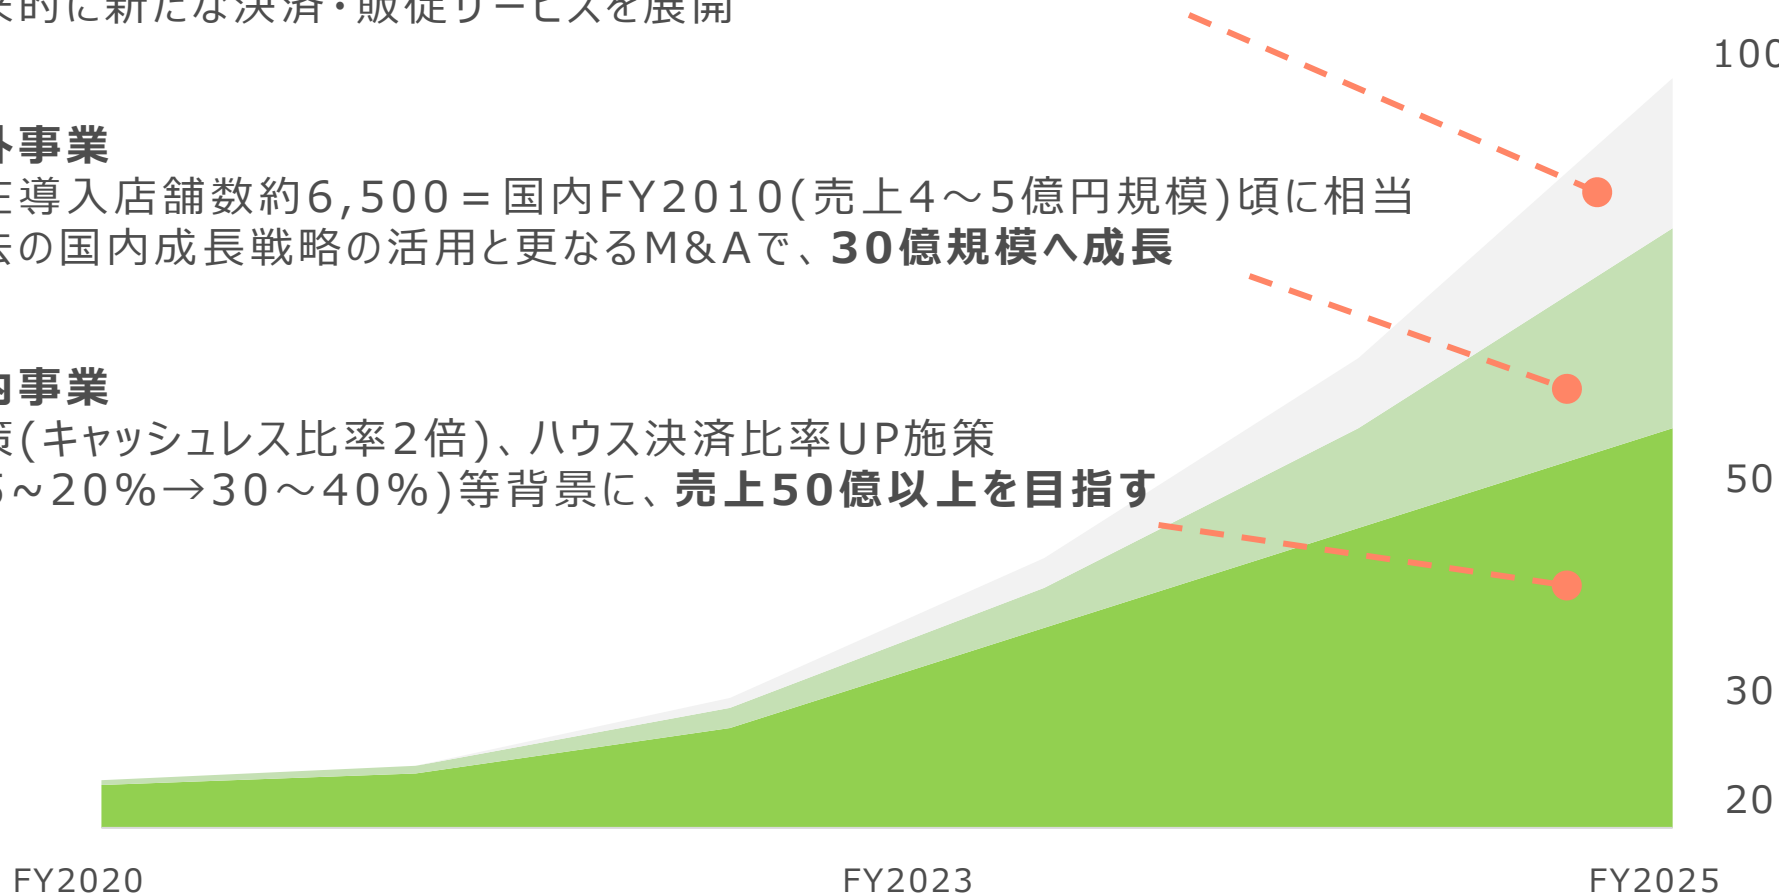 的に新たな決済・販促サービスを展開
100
外事業
導入店舗数約6,500＝国内FY2010(売上4～5億円規模)頃に相当
の国内成長戦略の活用と更なるM&Aで、30億規模へ成長
内事業
策(キャッシュレス比率2倍)、ハウス決済比率UP施策
~20%→30～40%)等背景に、売上50億以上を目指す
50
30
20
FY2020
FY2023
FY2025